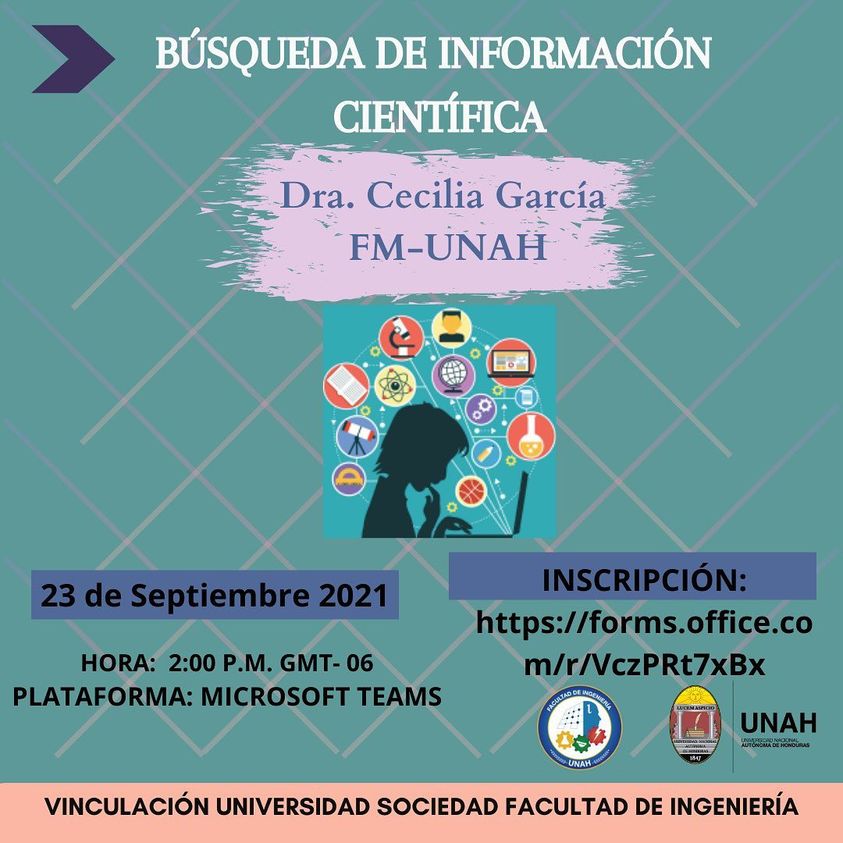 BÚSQUEDA DE INFORMACIÓN
CIENTÍFICA
Dra. Cecilia García
FM-UNAH
23 de Septiembre 2021
HORA: 2:00 P.M. GMT- 06
PLATAFORMA: MICROSOFT TEAMS
INSCRIPCIÓN:
https://forms.office.co
m/r/VczPRt7xBx
FACULTAD DE INGENIERÍA
UNAH
LUCEM ASPICIO
UNIVERSIDAD NACIONAL
AUTÓNOMA
DE HONDURAS
1847
UNAH
UNIVERSIDAD NACIONAL
AUTÓNOMA DE HONDURAS
VINCULACIÓN UNIVERSIDAD SOCIEDAD FACULTAD DE INGENIERÍA